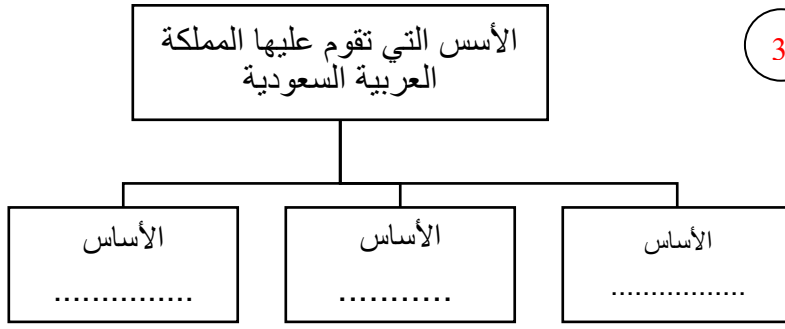 الأسس التي تقوم عليها المملكة
العربية السعودية
3
الأساس
.................
الأساس
...........
الأساس
...............